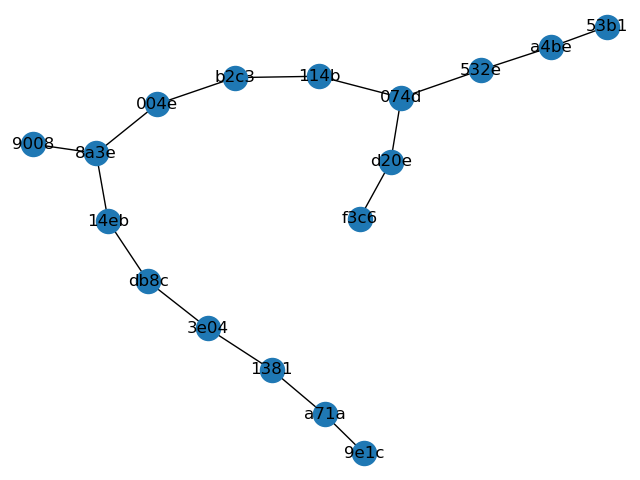 53b1
a4be
532e
b2c3
114b
074d
004e
9008
8a3e
d20e
14eb
f3c6
db8c
3e04
1381
a71a
9e1c